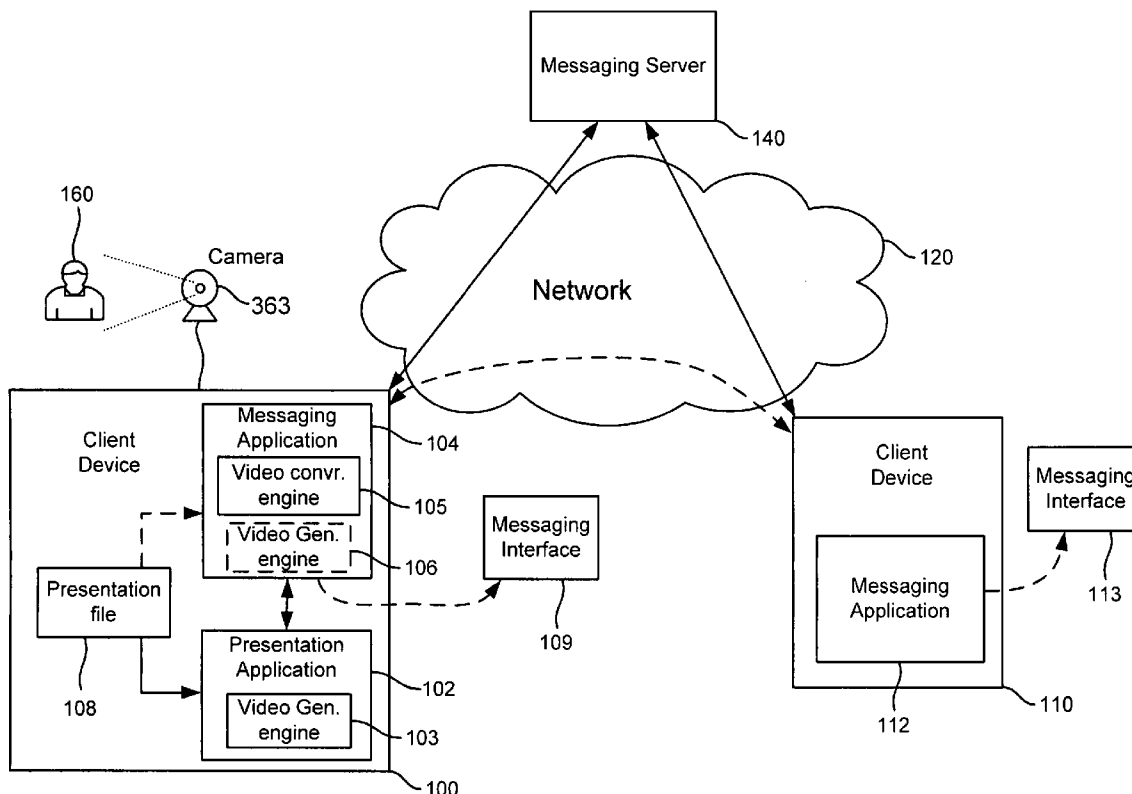 Messaging Server
140
160
Camera
363
120
Network
Messaging
Application
104
Client
Device
Video convr.
engine
105
Video Gen.
engine
106
Presentation
file
108
Messaging
Interface
109
Presentation
Application
102
Video Gen.
engine
103
100
Client
Device
Messaging
Interface
113
Messaging
Application
112
110